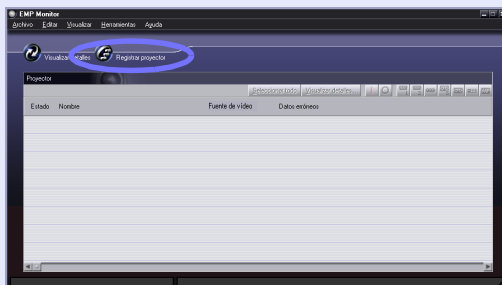 EMP Monitor
Archivo Editar Visualizar Herramientas Ayuda
Visualizar detalles Registrar proyector
Proyector
Seleccionar todo Visualizar detalles
Estado Nombre Fuente de vídeo Datos erróneos